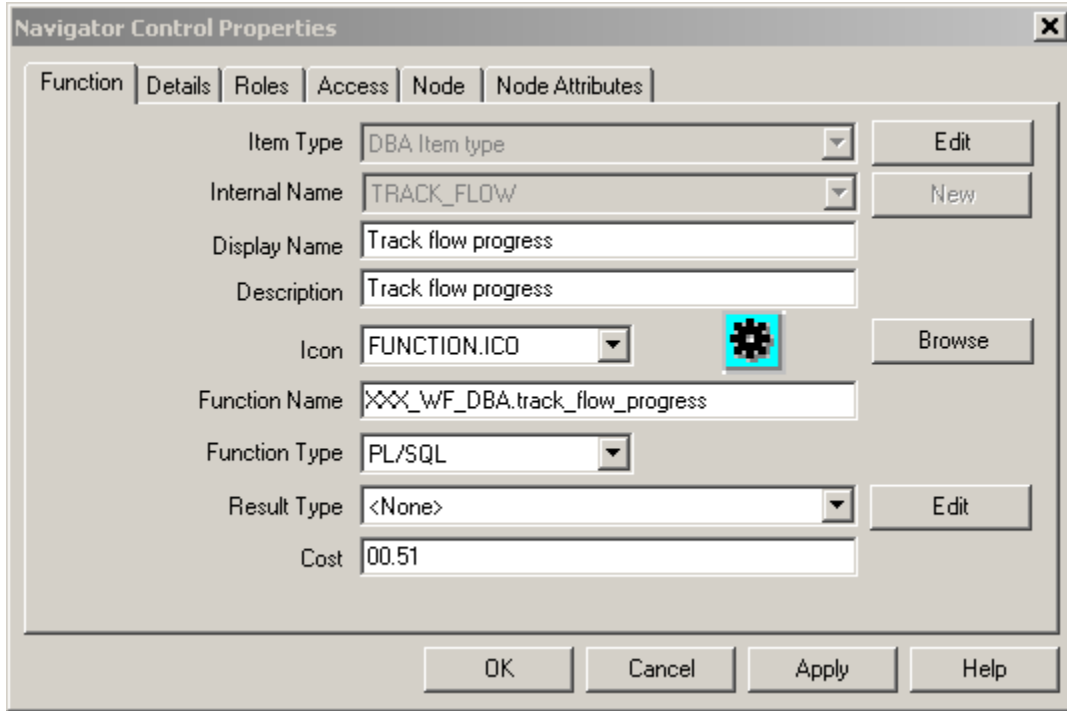 Navigator Control Properties
Function Details Roles Access Node Node Attributes
Item Type DBA Item type Edit
Internal Name TRACK_FLOW New
Display Name Track flow progress
Description Track flow progress
Icon FUNCTION.ICO Browse
Function Name XXX_WF_DBA.track_flow_progress
Function Type PL/SQL
Result Type <None> Edit
Cost 00.51
OK Cancel Apply Help